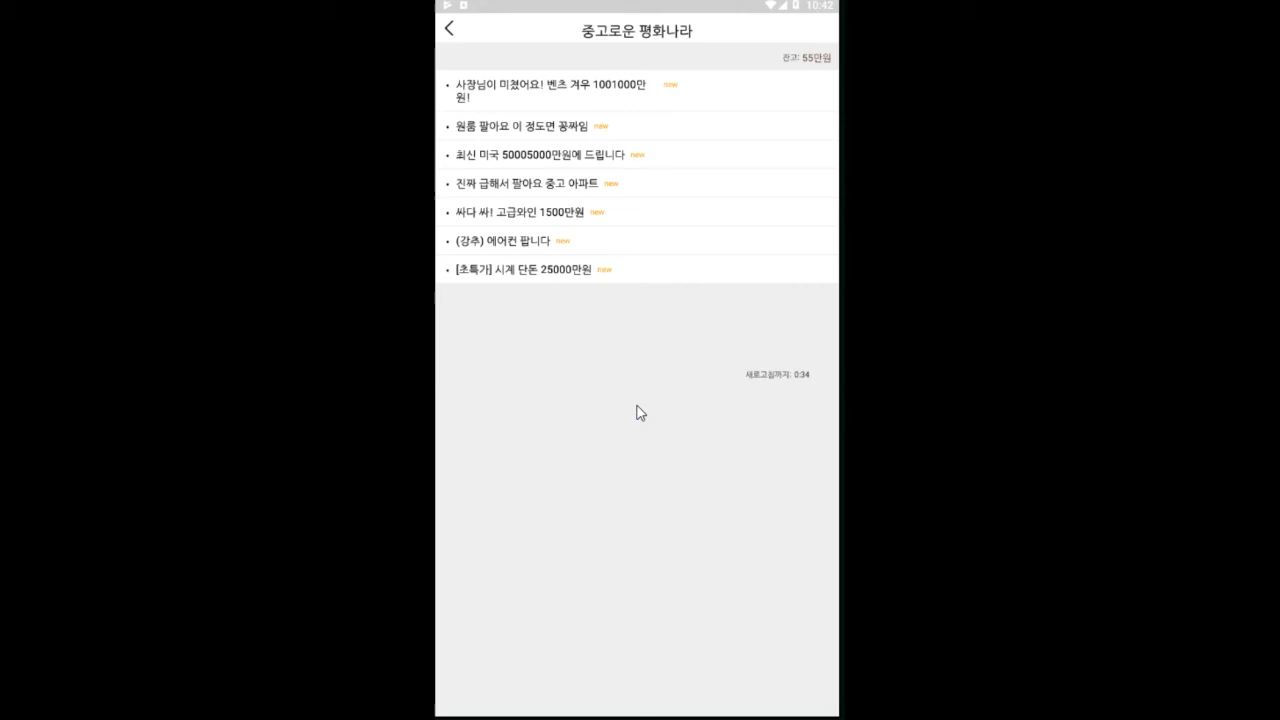 10:42
중고로운 평화나라
잔고: 55만원
사장님이 미쳤어요! 벤츠 겨우 1001000만
원! new
원룸 팔아요 이 정도면 꽁짜임 new
최신 미국 50005000만원에 드립니다 new
진짜 급해서 팔아요 중고 아파트 new
싸다 싸! 고급와인 1500만원 new
(강추) 에어컨 팝니다 new
[초특가] 시계 단돈 25000만원 new
새로고침까지: 0:34